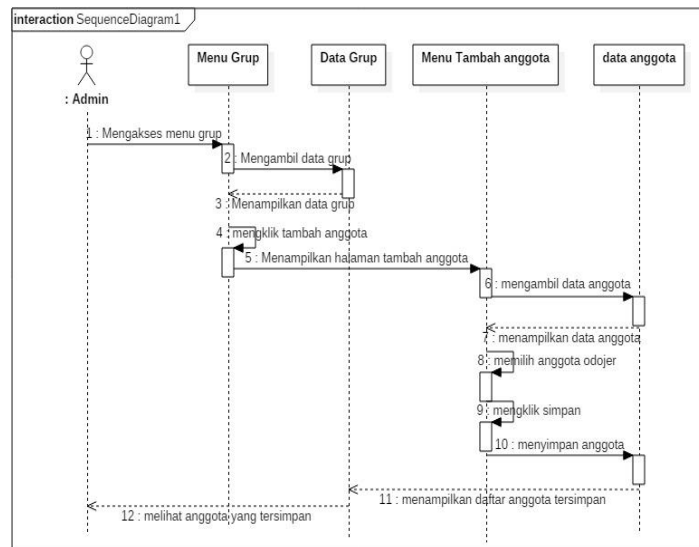 interaction SequenceDiagram1
Menu Grup
Data Grup
Menu Tambah anggota
data anggota
: Admin
1 : Mengakses menu grup
2 : Mengambil data grup
3 : Menampilkan data grup
4 : mengklik tambah anggota
5 : Menampilkan halaman tambah anggota
6 : mengambil data anggota
7 : menampilkan data anggota
8 : memilih anggota odojer
9 : mengklik simpan
10 : menyimpan anggota
11 : menampilkan daftar anggota tersimpan
12 : melihat anggota yang tersimpan